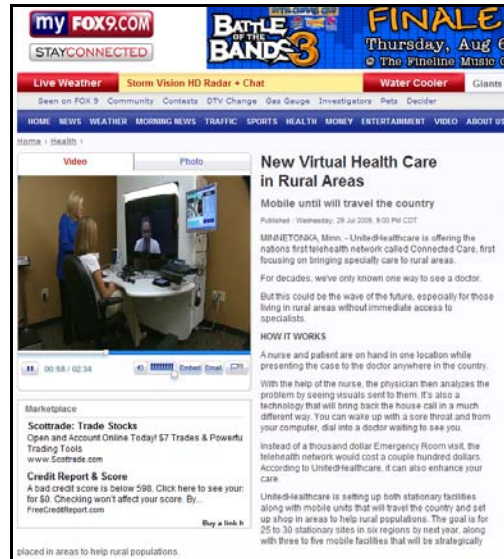 my FOX9.COM
STAYCONNECTED
BATTLE
OF THE
BANDS 3
FINALE
Thursday, Aug 6
@ The Fineline Music C
Live Weather
Storm Vision HD Radar + Chat
Water Cooler
Giants
Seen on FOX 9 Community Contests DTV Change Gas Gauge Investigators Pets Decider
HOME NEWS WEATHER MORNING NEWS TRAFFIC SPORTS HEALTH MONEY ENTERTAINMENT VIDEO ABOUT US
Home › Health ›
Video
Photo
00:58 / 02:34
Embed Email
Marketplace
Scottrade: Trade Stocks
Open and Account Online Today! $7 Trades & Powerfu
Trading Tools
www.Scottrade.com
Credit Report & Score
A bad credit score is below 598. Click here to see your:
for $0. Checking won't affect your score. By...
FreeCreditReport.com
Buy a link h
New Virtual Health Care
in Rural Areas
Mobile until will travel the country
Published : Wednesday, 29 Jul 2009, 9:00 PM CDT
MINNETONKA, Minn. - UnitedHealthcare is offering the
nations first telehealth network called Connected Care, first
focusing on bringing specialty care to rural areas.
For decades, we've only known one way to see a doctor.
But this could be the wave of the future, especially for those
living in rural areas without immediate access to
specialists.
HOW IT WORKS
A nurse and patient are on hand in one location while
presenting the case to the doctor anywhere in the country.
With the help of the nurse, the physician then analyzes the
problem by seeing visuals sent to them. It's also a
technology that will bring back the house call in a much
different way. You can wake up with a sore throat and from
your computer, dial into a doctor waiting to see you.
Instead of a thousand dollar Emergency Room visit, the
telehealth network would cost a couple hundred dollars.
According to UnitedHealthcare, it can also enhance your
care.
UnitedHealthcare is setting up both stationary facilities
along with mobile units that will travel the country and set
up shop in areas to help rural populations. The goal is for
25 to 30 stationary sites in six regions by next year, along
with three to five mobile facilities that will be strategically
placed in areas to help rural populations.